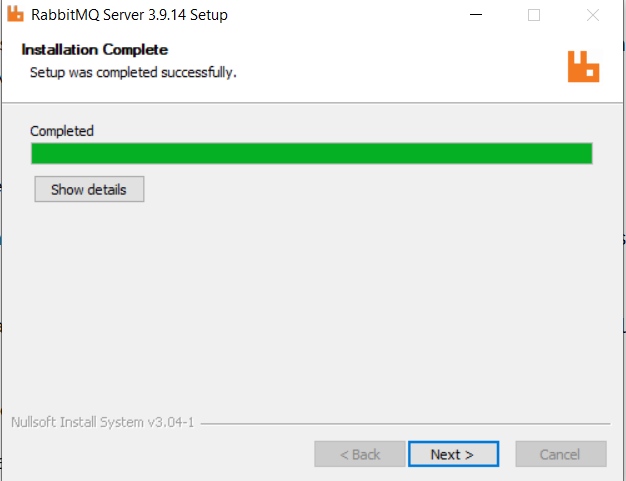 RabbitMQ Server 3.9.14 Setup
Installation Complete
Setup was completed successfully.
Completed
Show details
Nullsoft Install System v3.04-1
< Back
Next >
Cancel